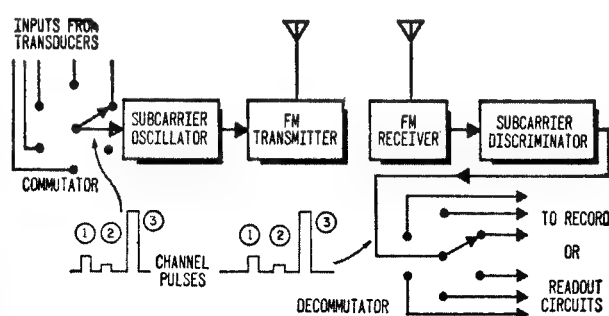 INPUTS FROM
TRANSDUCERS
SUBCARRIER
OSCILLATOR
FM
TRANSMITTER
FM
RECEIVER
SUBCARRIER
DISCRIMINATOR
COMMUTATOR
1
2
3
CHANNEL
PULSES
1
2
3
TO RECORD
OR
READOUT
CIRCUITS
DECOMMUTATOR